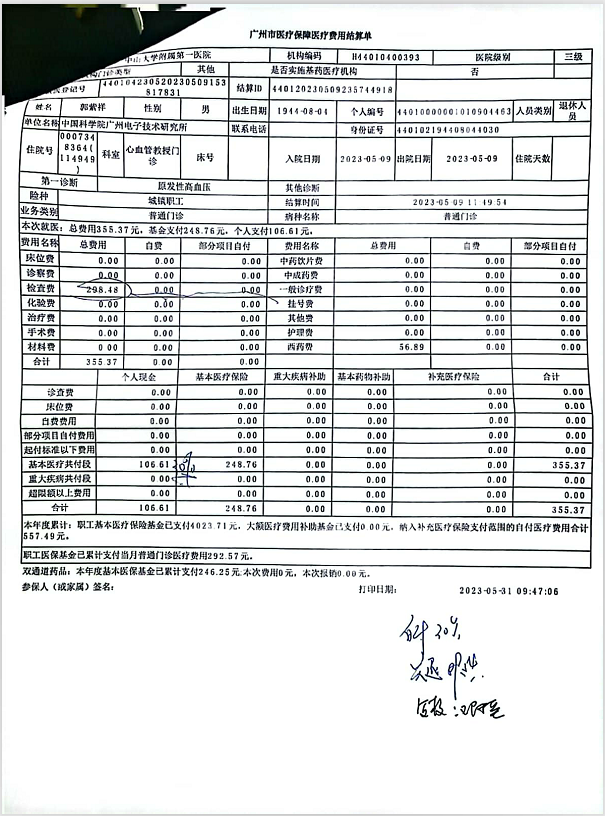 广州市医疗保障医疗费用结算单
中山大学附属第一医院 机构编码 H44010400393 医院级别 三级
类型 其他 是否实施基药医疗机构 否
登记号 44010423052023050915381​7831 结算ID 440120230509235744918
姓名 郭紫祥 性别 男 出生日期 1944-08-04 个人编号 44010000001010904463 人员类别 退休人员
单位名称 中国科学院广州电子技术研究所 联系电话 身份证号 440102194408044030
住院号 0007348364(114949) 科室 心血管教授门诊 床号 入院日期 2023-05-09 出院日期 2023-05-09 住院天数
第一诊断 原发性高血压 其他诊断
险种 城镇职工 结算时间 2023-05-09 11:49:54
业务类别 普通门诊 病种名称 普通门诊
本次就医：总费用355.37元，基金支付248.76元，个人支付106.61元。
费用名称 总费用 自费 部分项目自付 费用名称 总费用 自费 部分项目自付
床位费 0.00 0.00 0.00 中药饮片费 0.00 0.00 0.00
诊察费 0.00 0.00 0.00 中成药费 0.00 0.00 0.00
检查费 298.48 0.00 0.00 一般诊疗费 0.00 0.00 0.00
化验费 0.00 0.00 0.00 挂号费 0.00 0.00 0.00
治疗费 0.00 0.00 0.00 其他费 0.00 0.00 0.00
手术费 0.00 0.00 0.00 护理费 0.00 0.00 0.00
材料费 0.00 0.00 0.00 西药费 56.89 0.00 0.00
合计 355.37 0.00 0.00
个人现金 基本医疗保险 重大疾病补助 基本药物补助 补充医疗保险 合计
诊查费 0.00 0.00 0.00 0.00 0.00 0.00
床位费 0.00 0.00 0.00 0.00 0.00 0.00
自费费用 0.00 0.00 0.00 0.00 0.00 0.00
部分项目自付费用 0.00 0.00 0.00 0.00 0.00 0.00
起付标准以下费用 0.00 0.00 0.00 0.00 0.00 0.00
基本医疗共付段 106.61 248.76 0.00 0.00 0.00 355.37
重大疾病共付段 0.00 0.00 0.00 0.00 0.00 0.00
超限额以上费用 0.00 0.00 0.00 0.00 0.00 0.00
合计 106.61 248.76 0.00 0.00 0.00 355.37
本年度累计：职工基本医疗保险基金已支付4023.71元，大额医疗费用补助基金已支付0.00元，纳入补充医疗保险支付范围的自付医疗费用合计
557.49元。
职工医保基金已累计支付当月普通门诊医疗费用292.57元。
双通道药品：本年度基本医保基金已累计支付246.25元；本次费用0元，本次报销0.00元。
参保人（或家属）签名： 打印日期： 2023-05-31 09:47:06